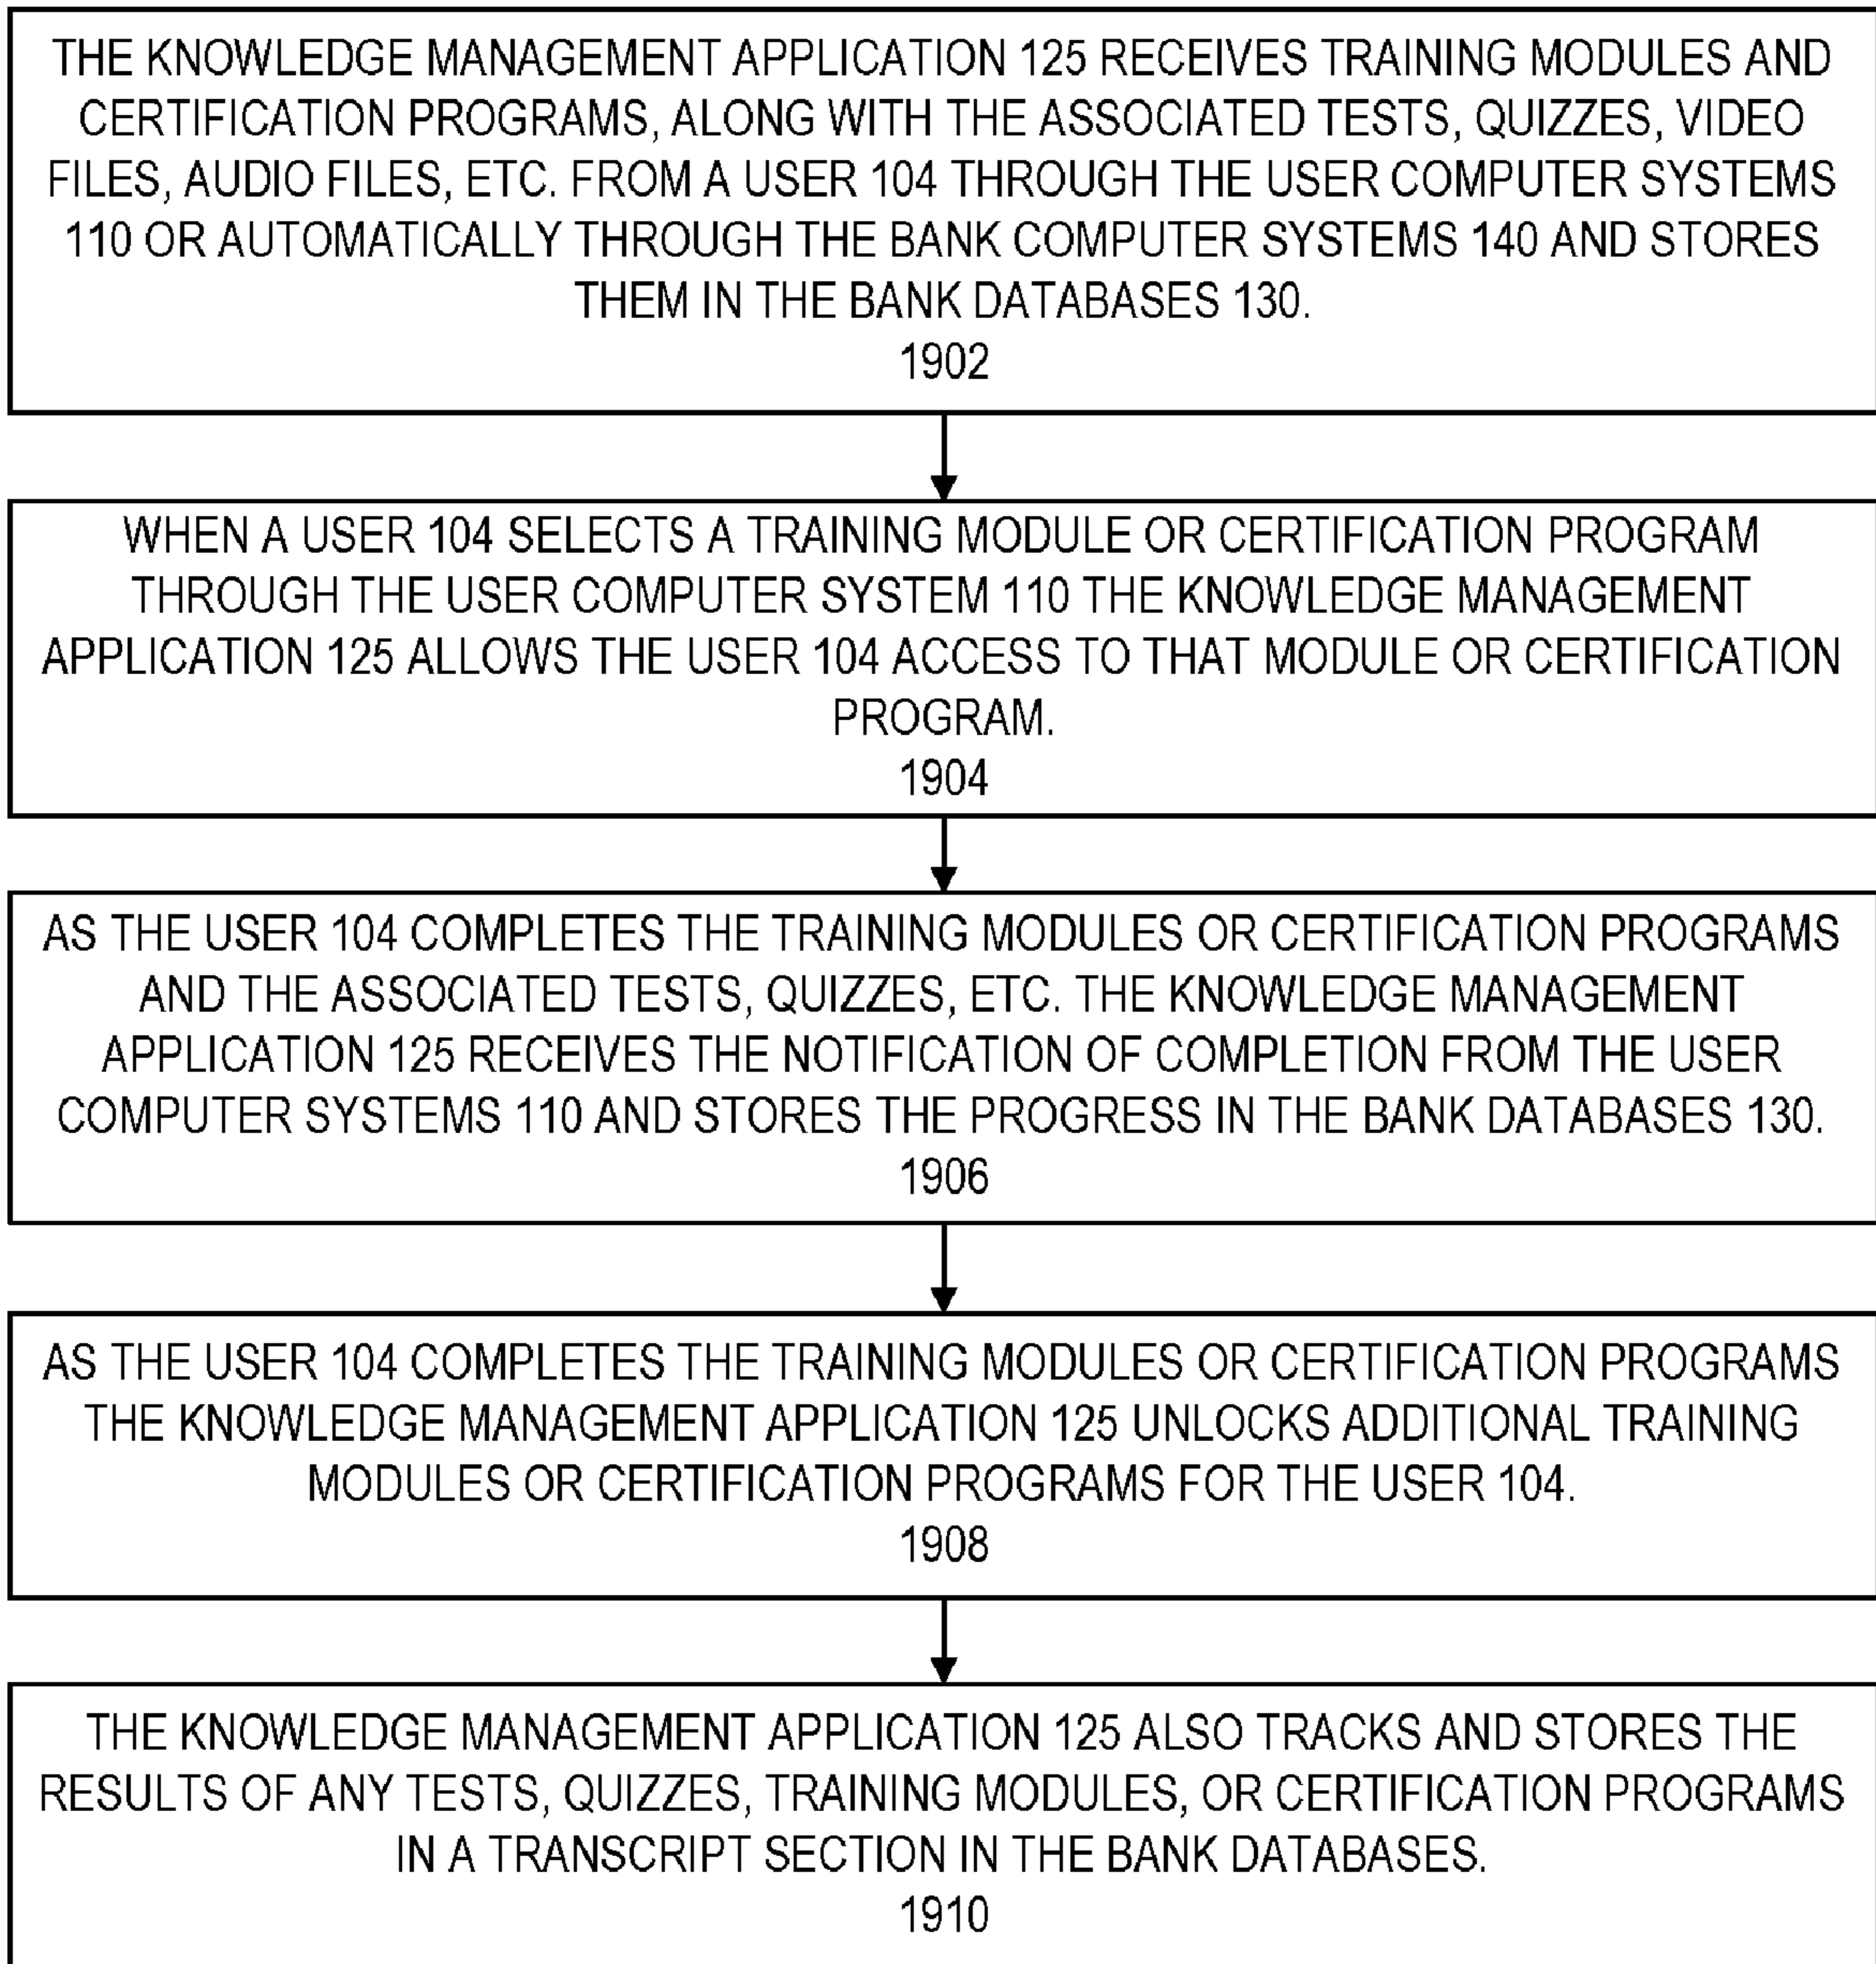 THE KNOWLEDGE MANAGEMENT APPLICATION 125 RECEIVES TRAINING MODULES AND
CERTIFICATION PROGRAMS, ALONG WITH THE ASSOCIATED TESTS, QUIZZES, VIDEO
FILES, AUDIO FILES, ETC. FROM A USER 104 THROUGH THE USER COMPUTER SYSTEMS
110 OR AUTOMATICALLY THROUGH THE BANK COMPUTER SYSTEMS 140 AND STORES
THEM IN THE BANK DATABASES 130.
1902
WHEN A USER 104 SELECTS A TRAINING MODULE OR CERTIFICATION PROGRAM
THROUGH THE USER COMPUTER SYSTEM 110 THE KNOWLEDGE MANAGEMENT
APPLICATION 125 ALLOWS THE USER 104 ACCESS TO THAT MODULE OR CERTIFICATION
PROGRAM.
1904
AS THE USER 104 COMPLETES THE TRAINING MODULES OR CERTIFICATION PROGRAMS
AND THE ASSOCIATED TESTS, QUIZZES, ETC. THE KNOWLEDGE MANAGEMENT
APPLICATION 125 RECEIVES THE NOTIFICATION OF COMPLETION FROM THE USER
COMPUTER SYSTEMS 110 AND STORES THE PROGRESS IN THE BANK DATABASES 130.
1906
AS THE USER 104 COMPLETES THE TRAINING MODULES OR CERTIFICATION PROGRAMS
THE KNOWLEDGE MANAGEMENT APPLICATION 125 UNLOCKS ADDITIONAL TRAINING
MODULES OR CERTIFICATION PROGRAMS FOR THE USER 104.
1908
THE KNOWLEDGE MANAGEMENT APPLICATION 125 ALSO TRACKS AND STORES THE
RESULTS OF ANY TESTS, QUIZZES, TRAINING MODULES, OR CERTIFICATION PROGRAMS
IN A TRANSCRIPT SECTION IN THE BANK DATABASES.
1910